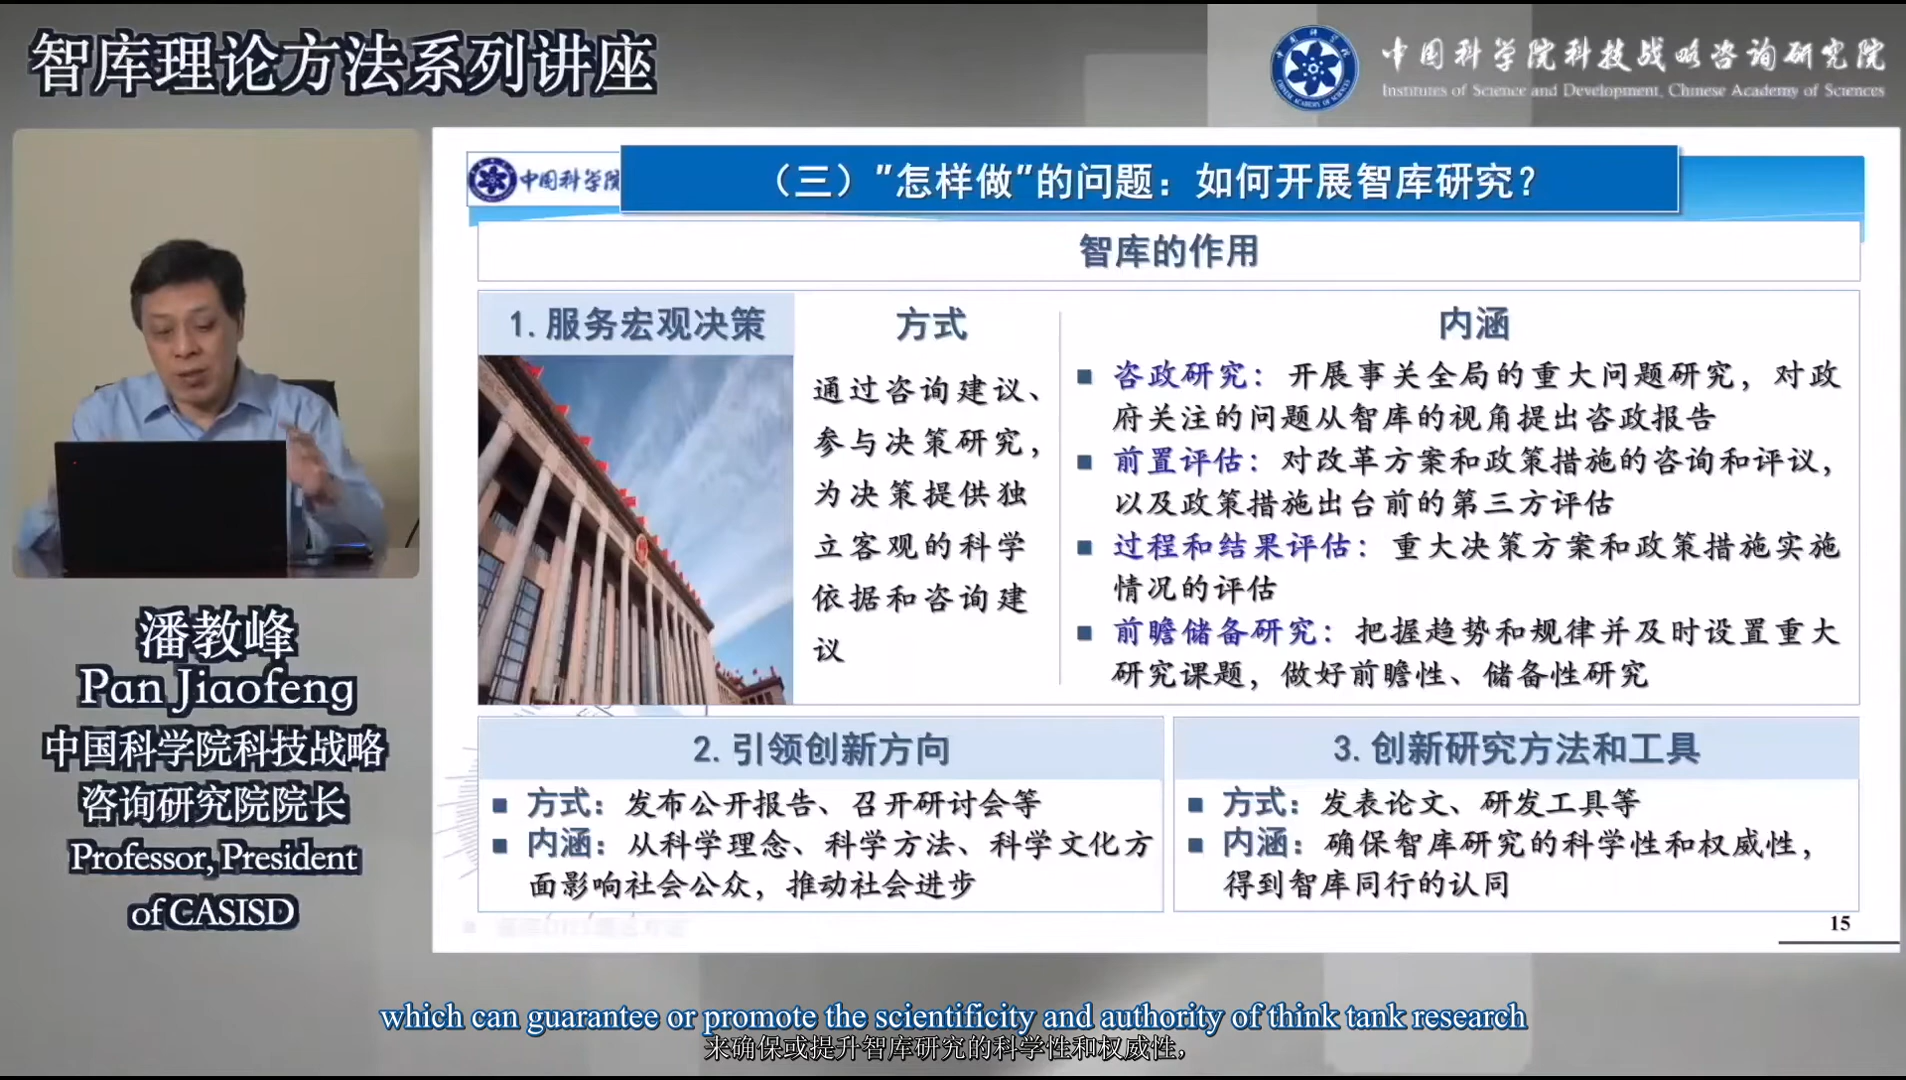 智库理论方法系列讲座
中国科学院科技战略咨询研究院
Institutes of Science and Development, Chinese Academy of Sciences
中国科学院
（三）"怎样做"的问题：如何开展智库研究？
智库的作用
1.服务宏观决策
方式
通过咨询建议、
参与决策研究，
为决策提供独
立客观的科学
依据和咨询建
议
内涵
■ 咨政研究：开展事关全局的重大问题研究，对政
府关注的问题从智库的视角提出咨政报告
■ 前置评估：对改革方案和政策措施的咨询和评议，
以及政策措施出台前的第三方评估
■ 过程和结果评估：重大决策方案和政策措施实施
情况的评估
■ 前瞻储备研究：把握趋势和规律并及时设置重大
研究课题，做好前瞻性、储备性研究
2.引领创新方向
■ 方式：发布公开报告、召开研讨会等
■ 内涵：从科学理念、科学方法、科学文化方
面影响社会公众，推动社会进步
3.创新研究方法和工具
■ 方式：发表论文、研发工具等
■ 内涵：确保智库研究的科学性和权威性，
得到智库同行的认同
15
潘教峰
Pan Jiaofeng
中国科学院科技战略
咨询研究院院长
Professor, President
of CASISD
which can guarantee or promote the scientificity and authority of think tank research
来确保或提升智库研究的科学性和权威性，